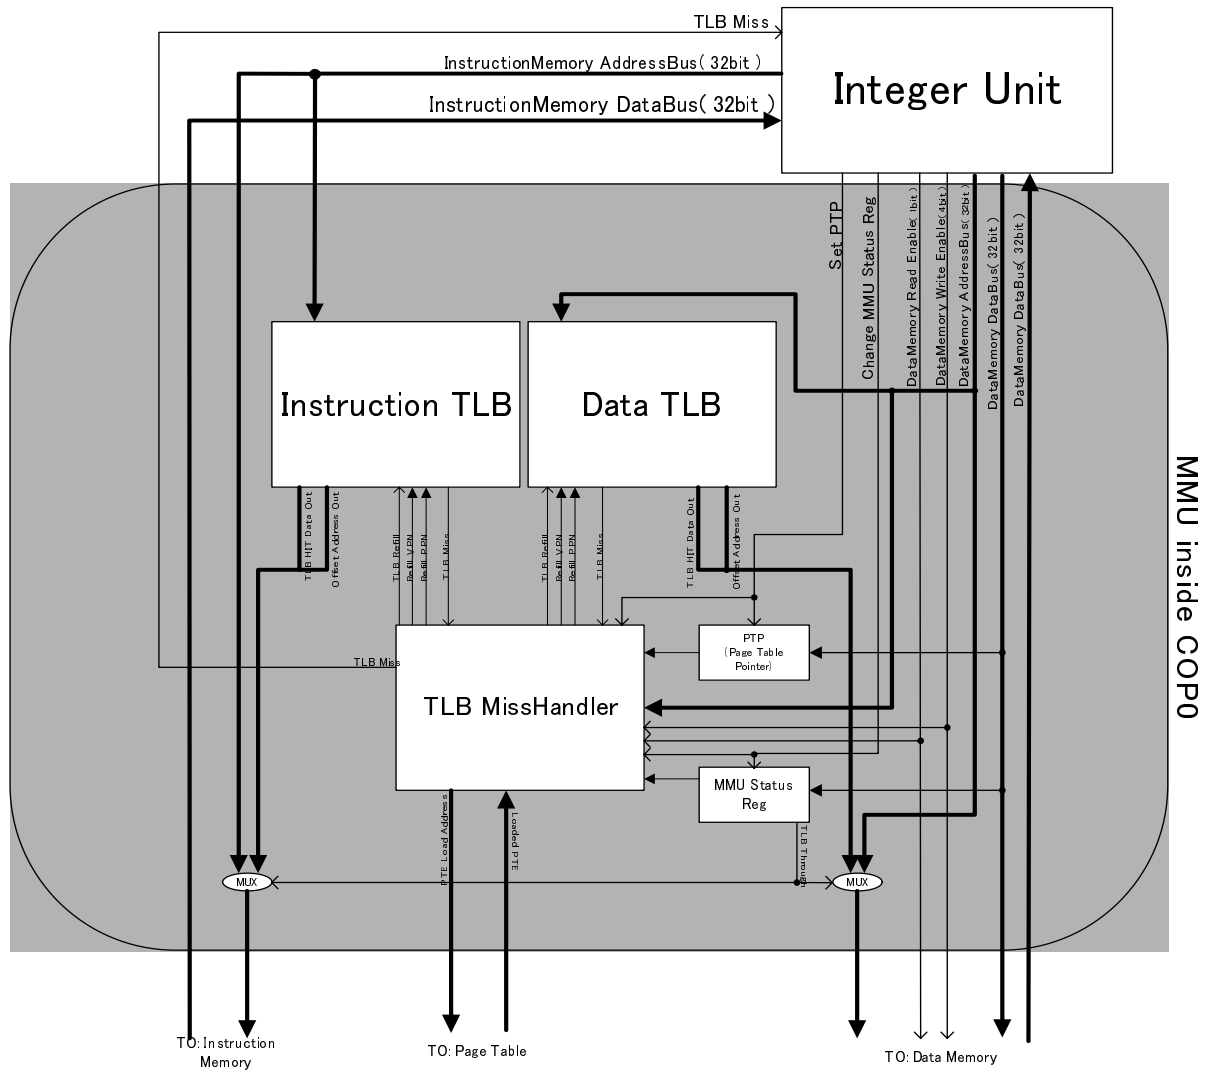 TLB Miss
InstructionMemory AddressBus( 32bit )
Integer Unit
InstructionMemory DataBus( 32bit )
Set PTP
Change MMU Status Reg
DataMemory Read Enable( 1bit)
DataMemory Write Enable( 4bit)
DataMemory AddressBus( 32bit)
DataMemory DataBus( 32bit )
DataMemory DataBus( 32bit )
Instruction TLB
Data TLB
MMU inside COP0
TLB HIT Data Out
Offset Address Out
TLB Refill
Refill VPN
Refill PPN
TLB Miss
TLB Refill
Refill VPN
Refill PPN
TLB Miss
TLB HIT Data Out
Offset Address Out
PTP
(Page Table
Pointer)
TLB Miss
TLB MissHandler
MMU Status
Reg
PTE Load Address
Loaded PTE
TLB Through
MUX
MUX
TO: Instruction
Memory
TO: Page Table
TO: Data Memory